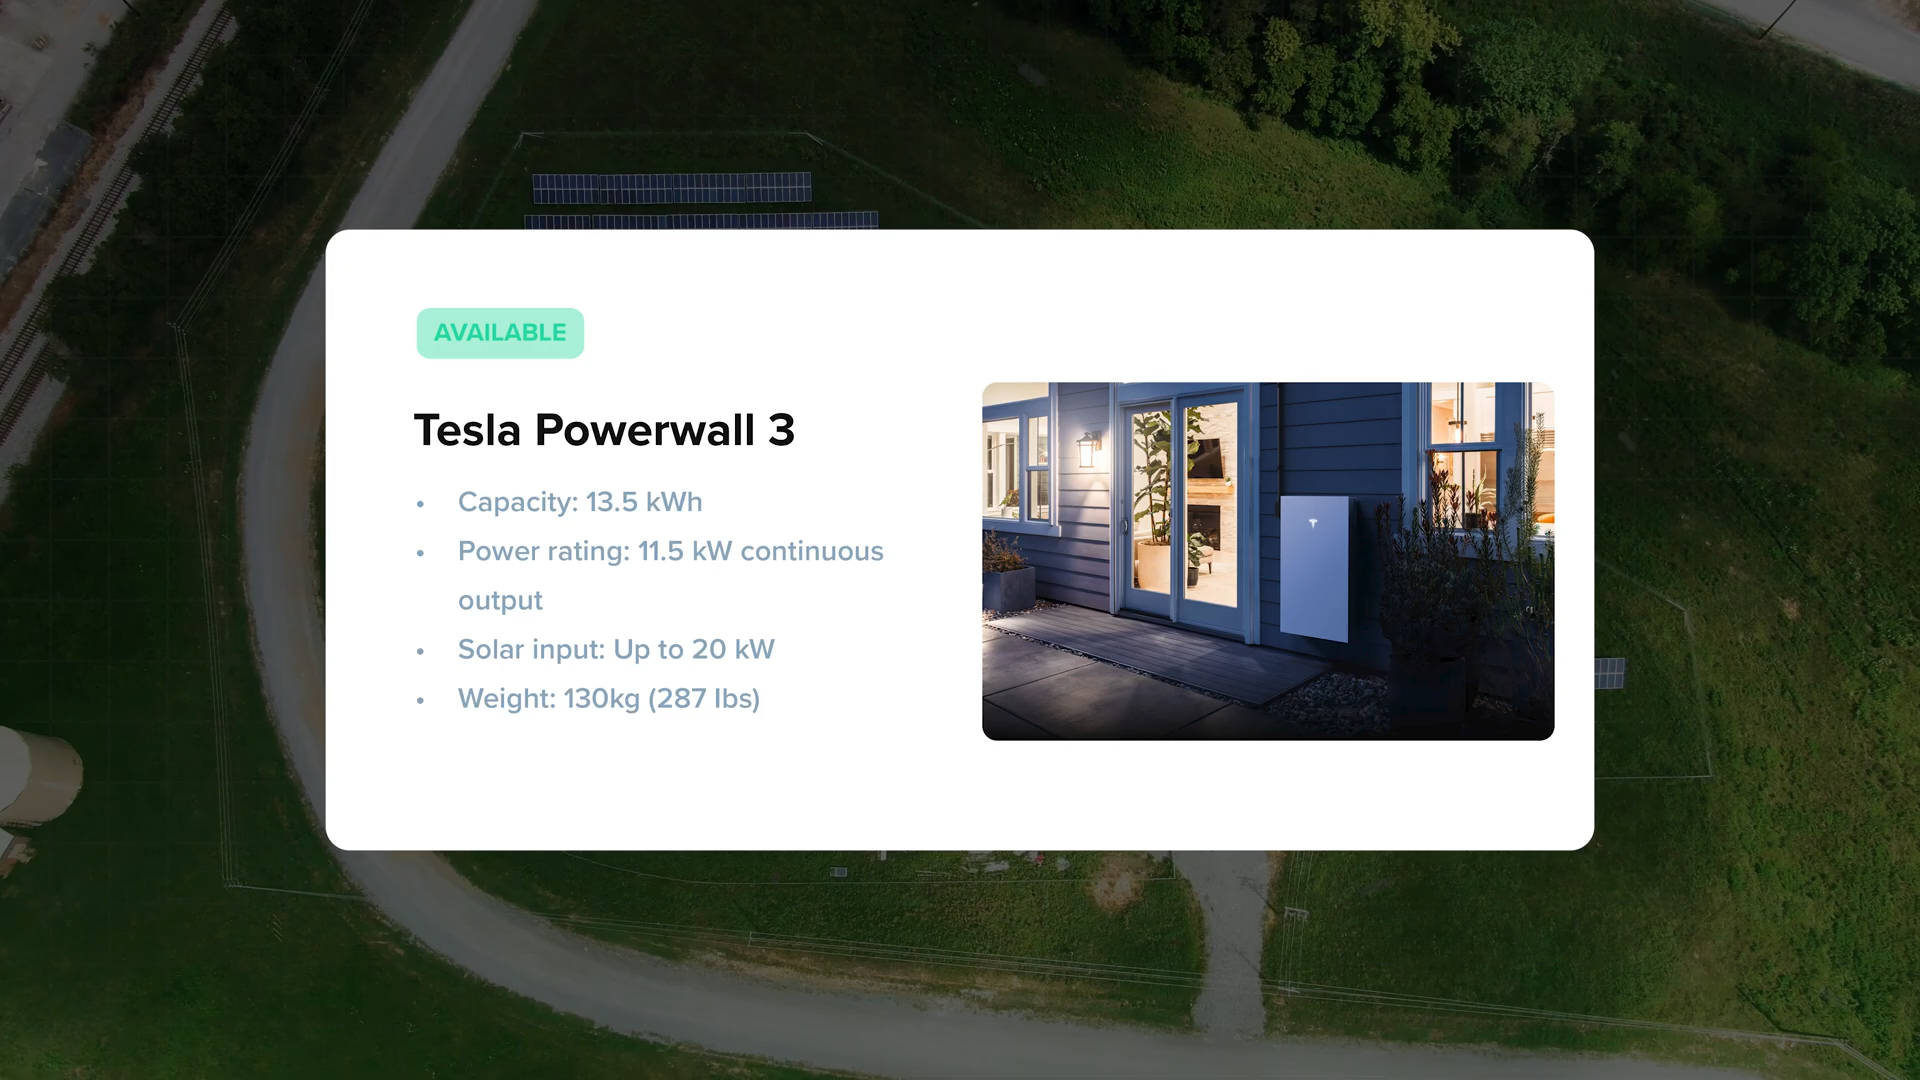 AVAILABLE
Tesla Powerwall 3
• Capacity: 13.5 kWh
• Power rating: 11.5 kW continuous
output
• Solar input: Up to 20 kW
• Weight: 130kg (287 lbs)